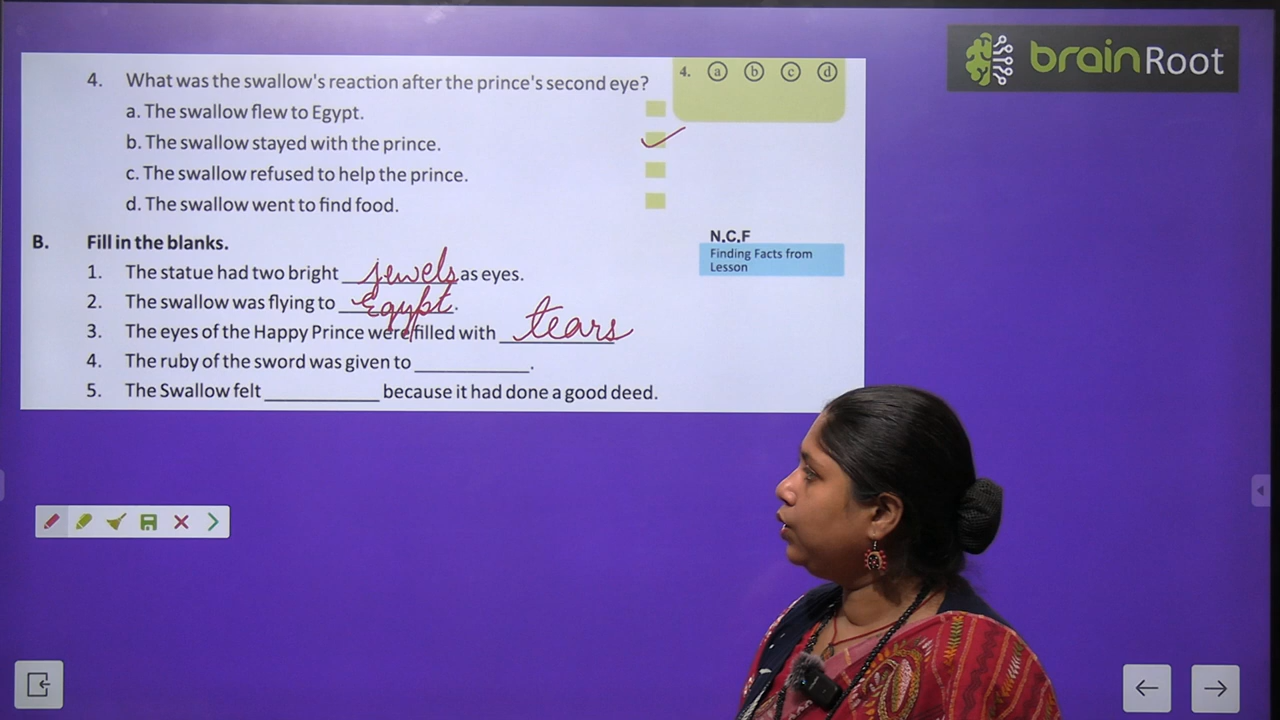 brainRoot
4. What was the swallow's reaction after the prince's second eye?
4. a b c d
a. The swallow flew to Egypt.
b. The swallow stayed with the prince.
c. The swallow refused to help the prince.
d. The swallow went to find food.
B. Fill in the blanks.
N.C.F
Finding Facts from
Lesson
1. The statue had two bright jewels as eyes.
2. The swallow was flying to Egypt.
3. The eyes of the Happy Prince were filled with tears
4. The ruby of the sword was given to ___________.
5. The Swallow felt ___________ because it had done a good deed.